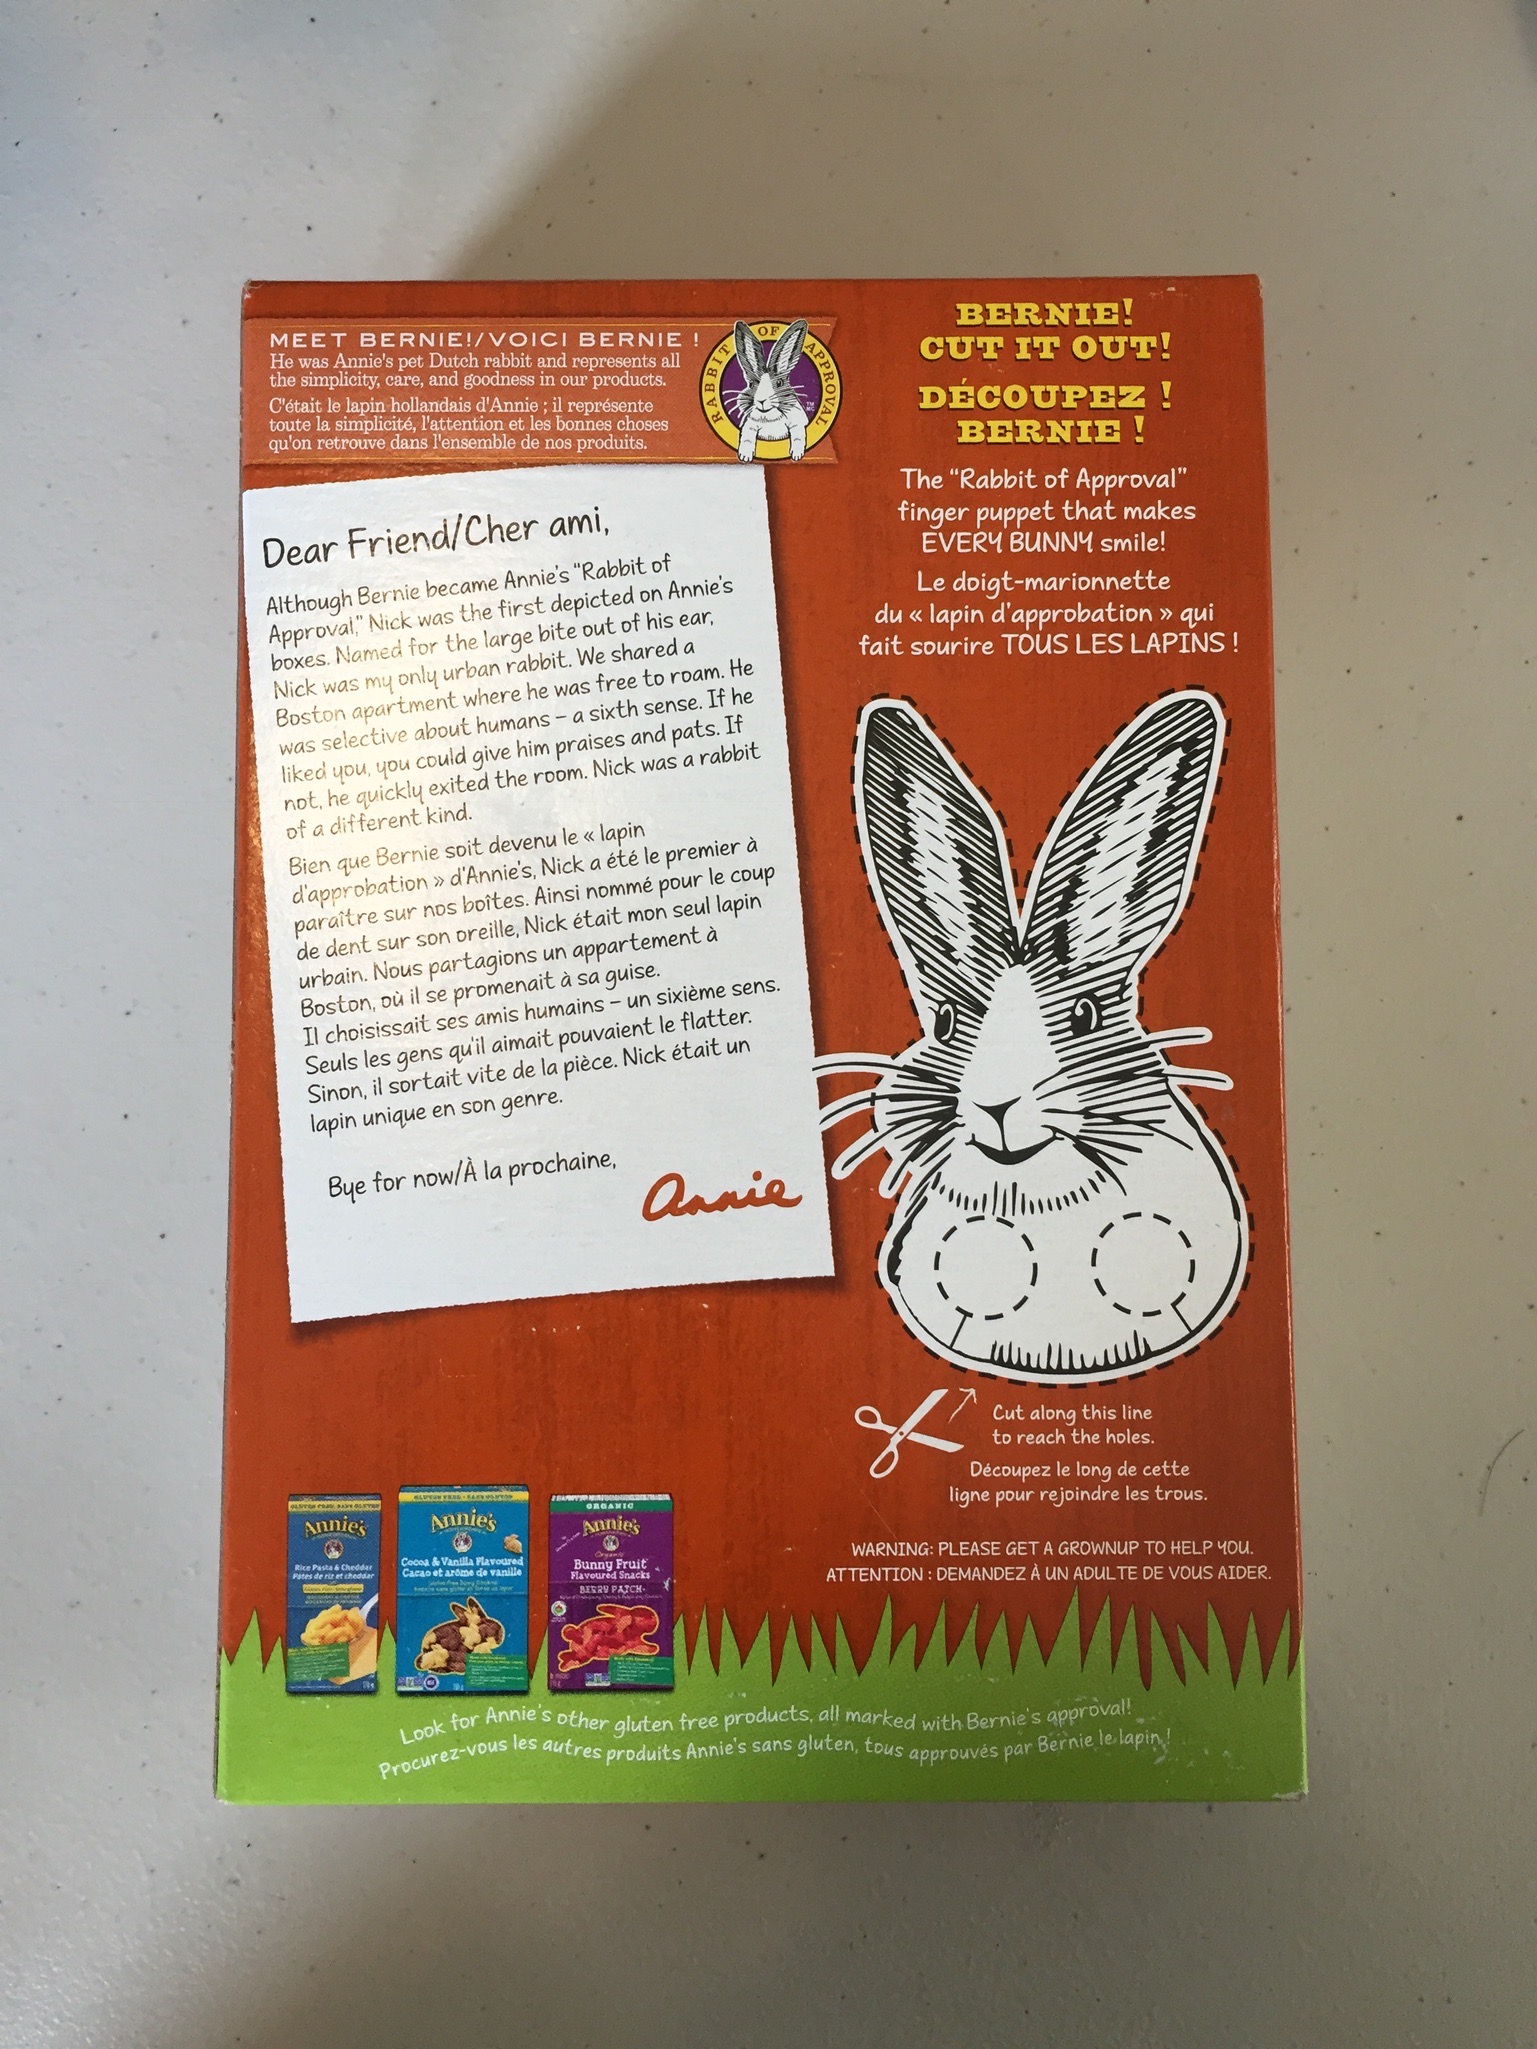 MEET BERNIE!/VOICI BERNIE !
He was Annie's pet Dutch rabbit and represents all
the simplicity, care, and goodness in our products.
C'était le lapin hollandais d'Annie ; il représente
toute la simplicité, l'attention et les bonnes choses
qu'on retrouve dans l'ensemble de nos produits.
RABBIT OF APPROVAL
Dear Friend/Cher ami,
Although Bernie became Annie's "Rabbit of
Approval," Nick was the first depicted on Annie's
boxes. Named for the large bite out of his ear,
Nick was my only urban rabbit. We shared a
Boston apartment where he was free to roam. He
was selective about humans – a sixth sense. If he
liked you, you could give him praises and pats. If
not, he quickly exited the room. Nick was a rabbit
of a different kind.
Bien que Bernie soit devenu le « lapin
d'approbation » d'Annie's, Nick a été le premier à
paraître sur nos boîtes. Ainsi nommé pour le coup
de dent sur son oreille, Nick était mon seul lapin
urbain. Nous partagions un appartement à
Boston, où il se promenait à sa guise.
Il choisissait ses amis humains – un sixième sens.
Seuls les gens qu'il aimait pouvaient le flatter.
Sinon, il sortait vite de la pièce. Nick était un
lapin unique en son genre.
Bye for now/À la prochaine,
Annie
BERNIE!
CUT IT OUT!
DÉCOUPEZ !
BERNIE !
The "Rabbit of Approval"
finger puppet that makes
EVERY BUNNY smile!
Le doigt-marionnette
du « lapin d'approbation » qui
fait sourire TOUS LES LAPINS !
Cut along this line
to reach the holes.
Découpez le long de cette
ligne pour rejoindre les trous.
WARNING: PLEASE GET A GROWNUP TO HELP YOU.
ATTENTION : DEMANDEZ À UN ADULTE DE VOUS AIDER.
GLUTEN FREE · SANS GLUTEN
Annie's
Rice Pasta & Cheddar
Pâtes de riz et cheddar
GLUTEN FREE · SANS GLUTEN
Annie's
Cocoa & Vanilla Flavoured
Cacao et arôme de vanille
ORGANIC
Annie's
Organic
Bunny Fruit
Flavoured Snacks
BERRY PATCH
Look for Annie's other gluten free products, all marked with Bernie's approval!
Procurez-vous les autres produits Annie's sans gluten, tous approuvés par Bernie le lapin !